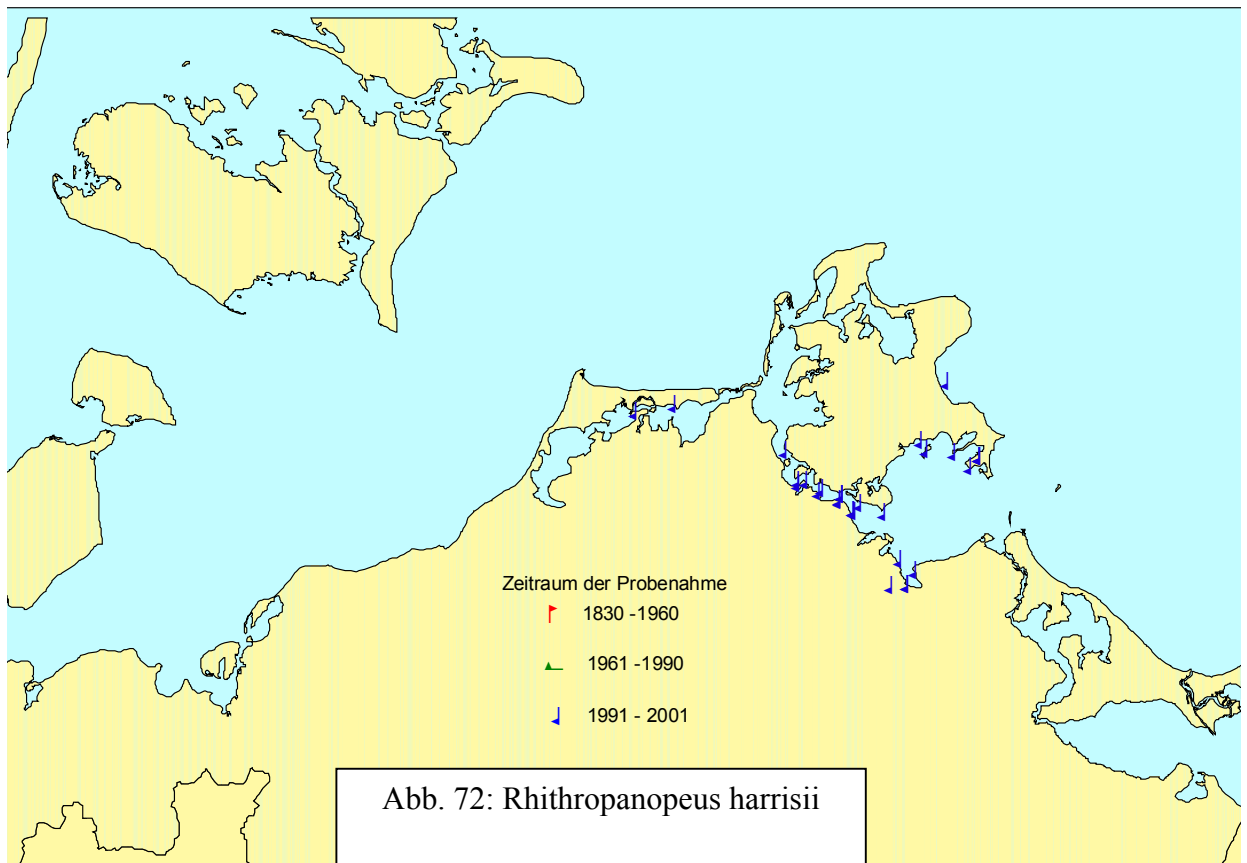 Zeitraum der Probenahme
1830 -1960
1961 -1990
1991 - 2001
Abb. 72: Rhithropanopeus harrisii